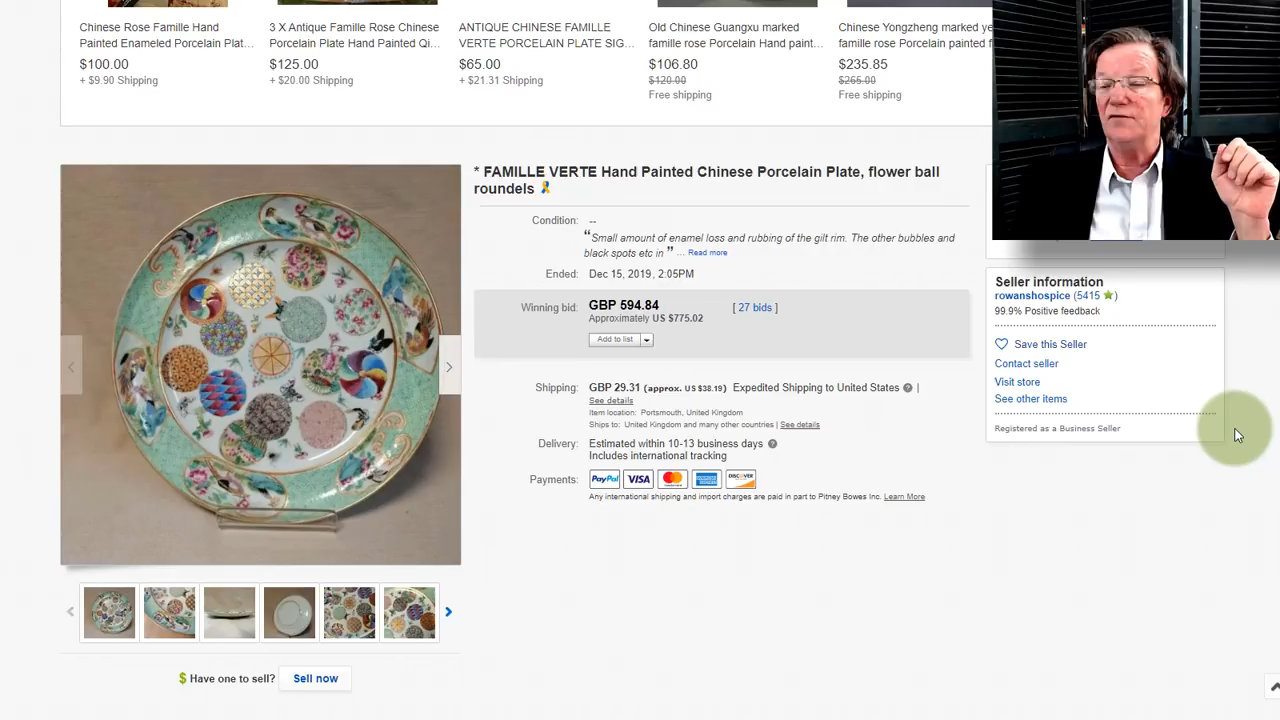 Chinese Rose Famille Hand
Painted Enameled Porcelain Plat...
$100.00
+ $9.90 Shipping
3 X Antique Famille Rose Chinese
Porcelain Plate Hand Painted Qi...
$125.00
+ $20.00 Shipping
ANTIQUE CHINESE FAMILLE
VERTE PORCELAIN PLATE SIG...
$65.00
+ $21.31 Shipping
Old Chinese Guangxu marked
famille rose Porcelain Hand paint...
$106.80
$120.00
Free shipping
Chinese Yongzheng marked ye
famille rose Porcelain painted f
$235.85
$265.00
Free shipping
* FAMILLE VERTE Hand Painted Chinese Porcelain Plate, flower ball
roundels
Condition: --
“Small amount of enamel loss and rubbing of the gilt rim. The other bubbles and
black spots etc in ” ... Read more
Ended: Dec 15, 2019, 2:05PM
Winning bid: GBP 594.84 [ 27 bids ]
Approximately US $775.02
Add to list
Shipping: GBP 29.31 (approx. US $38.19) Expedited Shipping to United States |
See details
Item location: Portsmouth, United Kingdom
Ships to: United Kingdom and many other countries | See details
Delivery: Estimated within 10-13 business days
Includes international tracking
Payments: PayPal VISA MasterCard AMERICAN EXPRESS DISCOVER
Any international shipping and import charges are paid in part to Pitney Bowes Inc. Learn More
Seller information
rowanshospice (5415 )
99.9% Positive feedback
Save this Seller
Contact seller
Visit store
See other items
Registered as a Business Seller
$ Have one to sell? Sell now